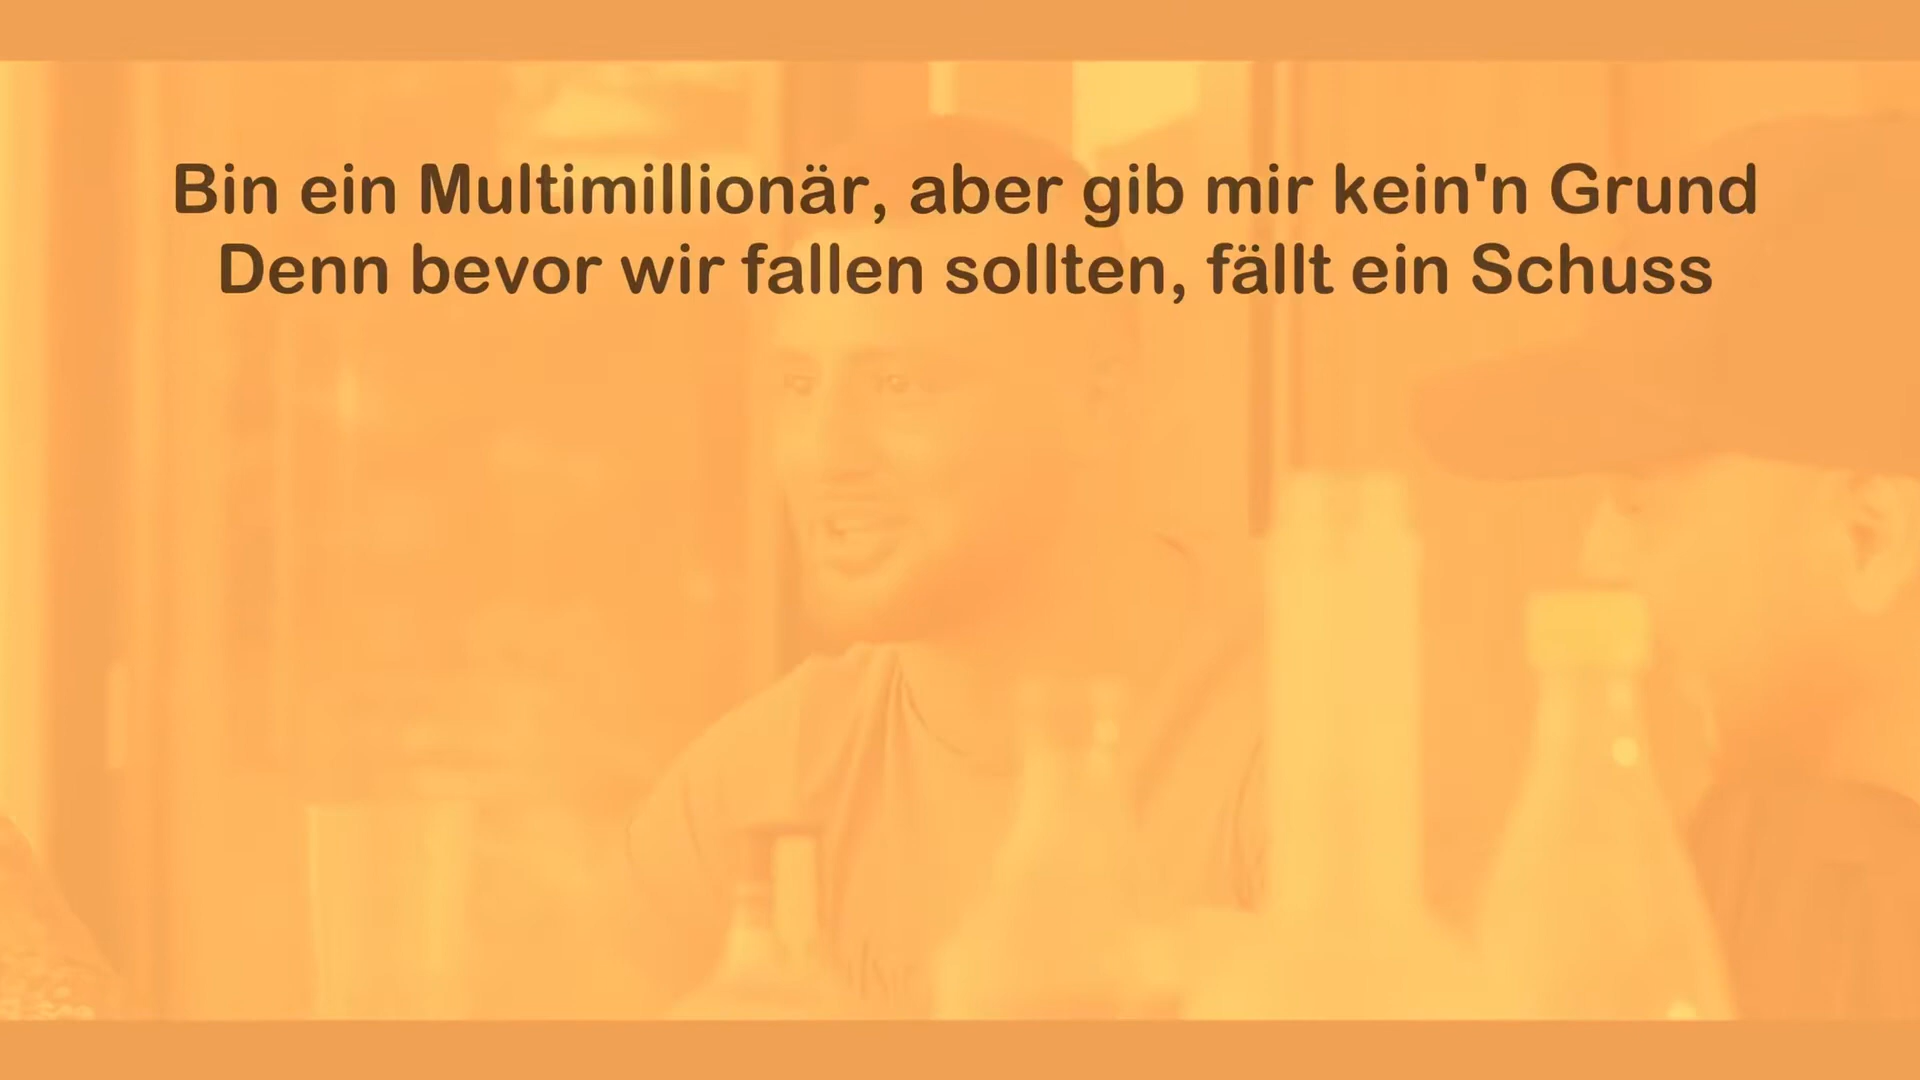 Bin ein Multimillionär, aber gib mir kein'n Grund
Denn bevor wir fallen sollten, fällt ein Schuss